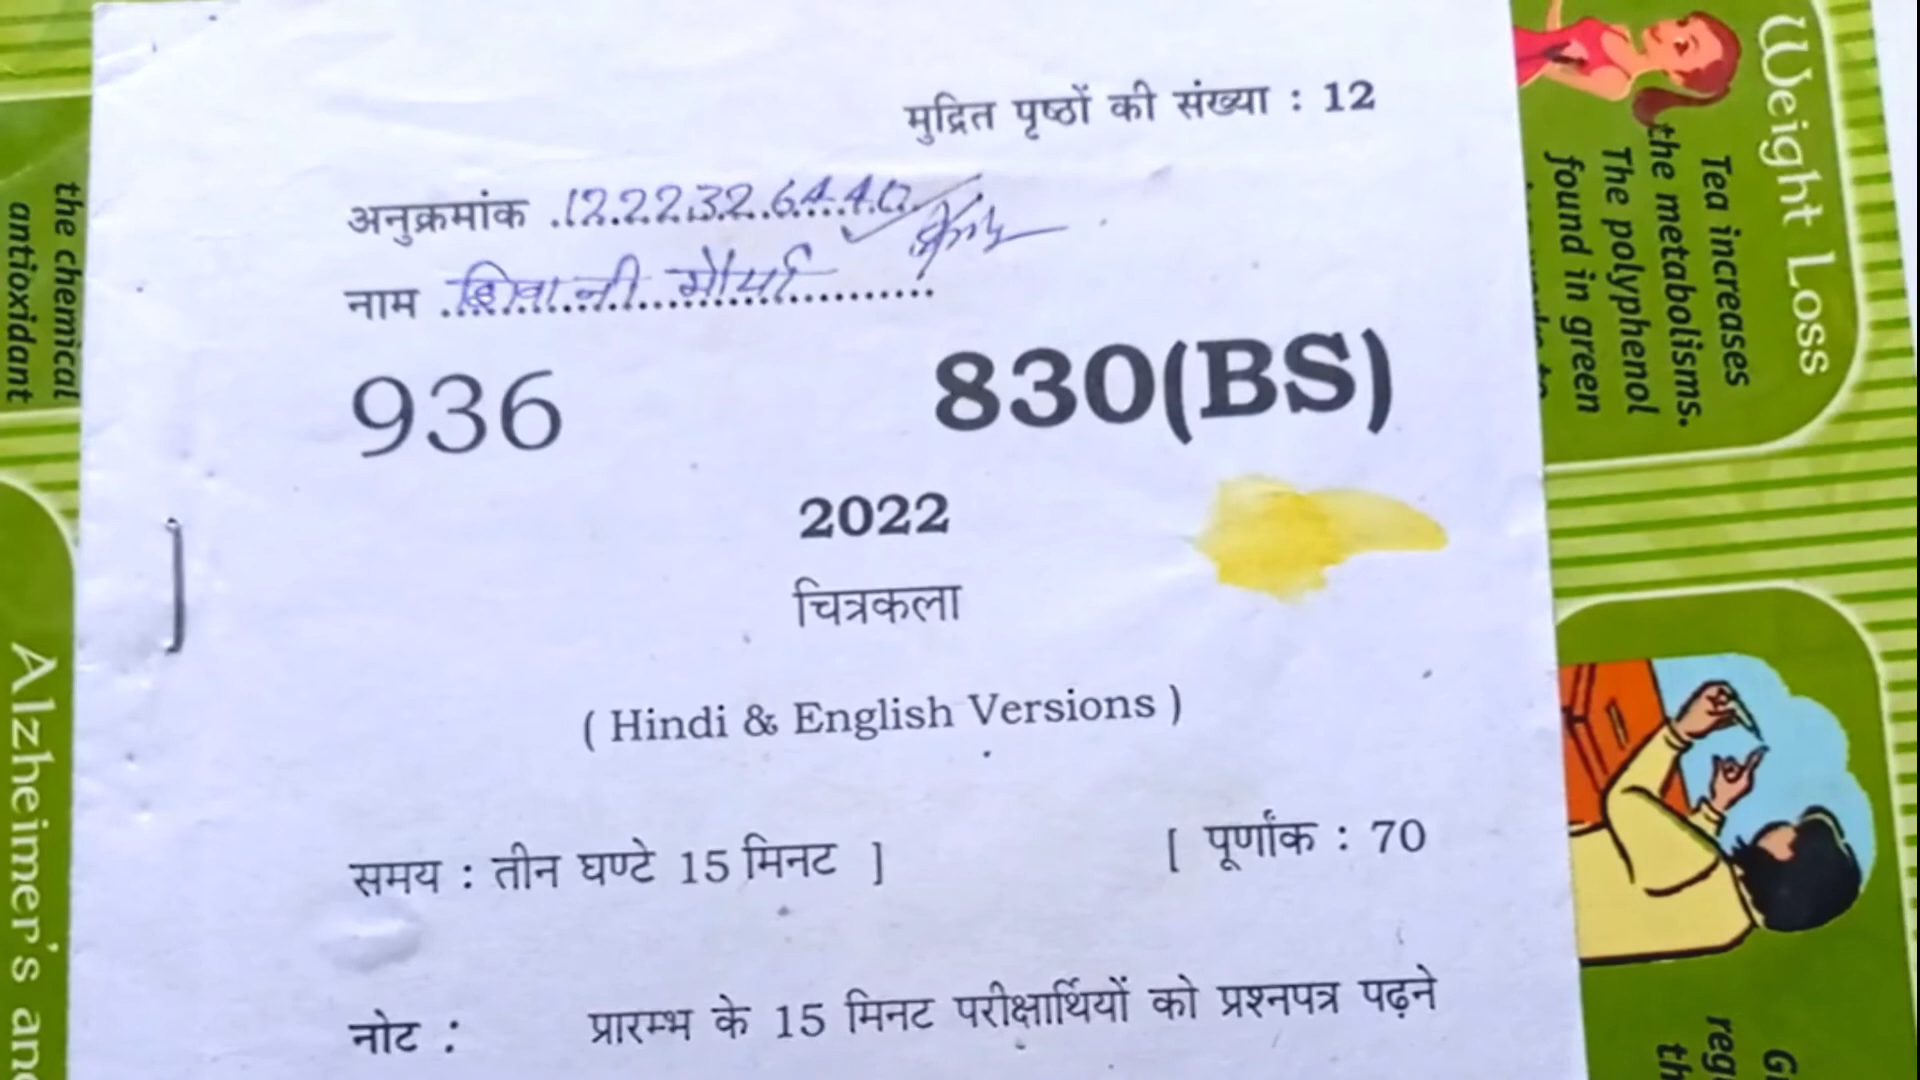 मुद्रित पृष्ठों की संख्या : 12
अनुक्रमांक .1222326440
नाम शिवानी मौर्या
936
830(BS)
2022
चित्रकला
( Hindi & English Versions )
समय : तीन घण्टे 15 मिनट ]
[ पूर्णांक : 70
नोट : प्रारम्भ के 15 मिनट परीक्षार्थियों को प्रश्नपत्र पढ़ने
the chemical
antioxidant
Alzheimer's and
Weight Loss
Tea increases
the metabolisms.
The polyphenol
found in green